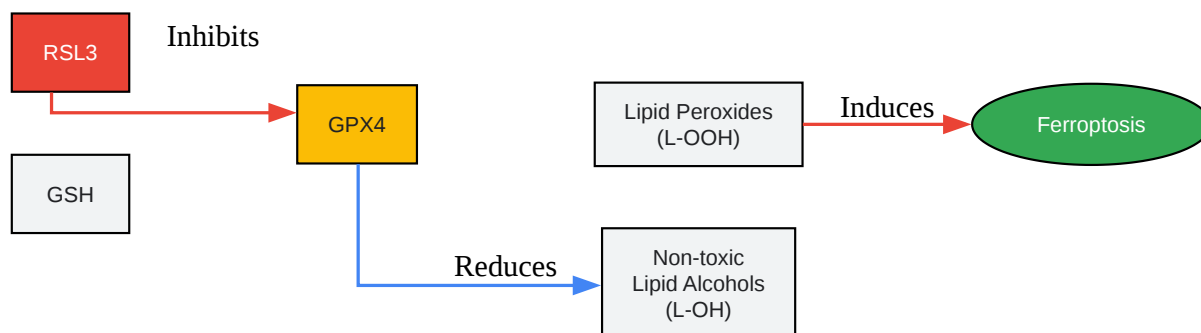 RSL3
Inhibits
GPX4
GSH
Lipid Peroxides
(L-OOH)
Induces
Ferroptosis
Reduces
Non-toxic
Lipid Alcohols
(L-OH)